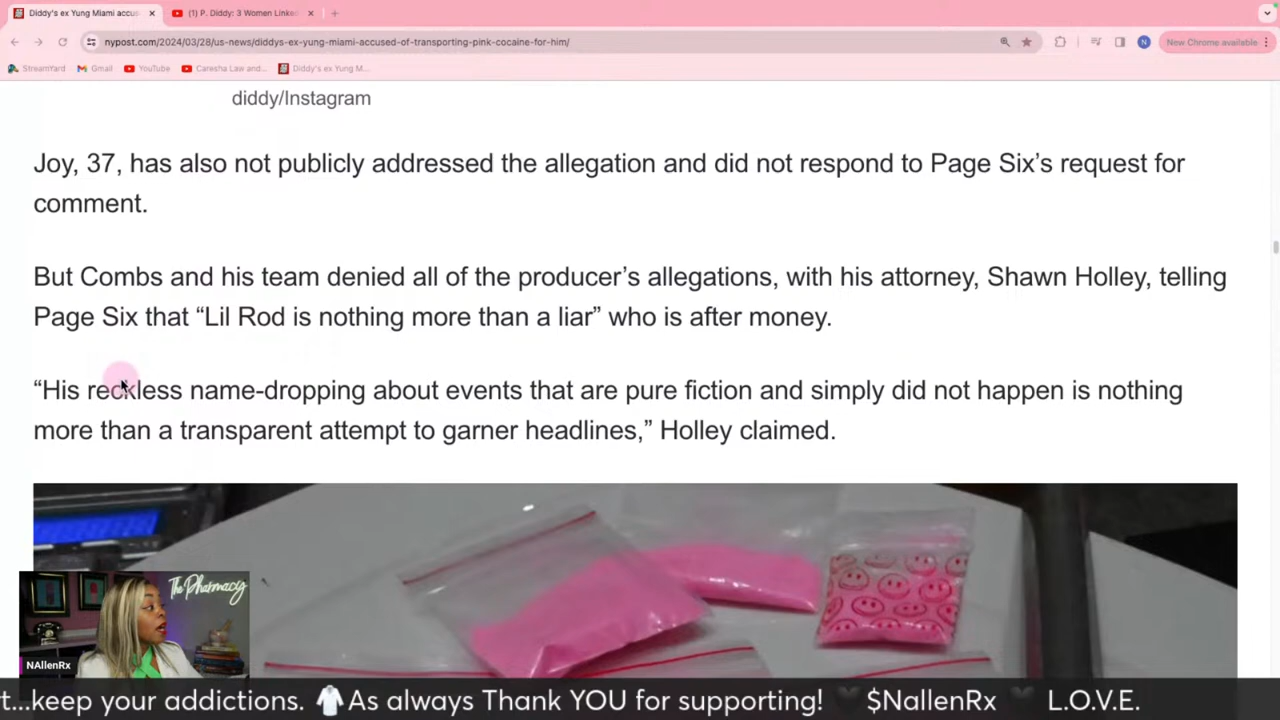 Diddy's ex Yung Miami accus
(1) P. Diddy: 3 Women Linke
nypost.com/2024/03/28/us-news/diddys-ex-yung-miami-accused-of-transporting-pink-cocaine-for-him/
N
New Chrome available
StreamYard
Gmail
YouTube
Caresha Law and...
Diddy's ex Yung M...
diddy/Instagram
Joy, 37, has also not publicly addressed the allegation and did not respond to Page Six’s request for
comment.
But Combs and his team denied all of the producer’s allegations, with his attorney, Shawn Holley, telling
Page Six that “Lil Rod is nothing more than a liar” who is after money.
“His reckless name-dropping about events that are pure fiction and simply did not happen is nothing
more than a transparent attempt to garner headlines,” Holley claimed.
The Pharmacy
NAllenRx
t...keep your addictions. 🥼As always Thank YOU for supporting! 🖤 $NallenRx 🖤 L.O.V.E.